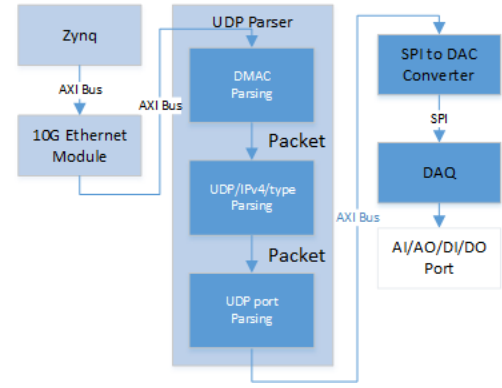 Zynq
AXI Bus
10G Ethernet
Module
AXI Bus
UDP Parser
DMAC
Parsing
Packet
UDP/IPv4/type
Parsing
Packet
UDP port
Parsing
AXI Bus
SPI to DAC
Converter
SPI
DAQ
AI/AO/DI/DO
Port